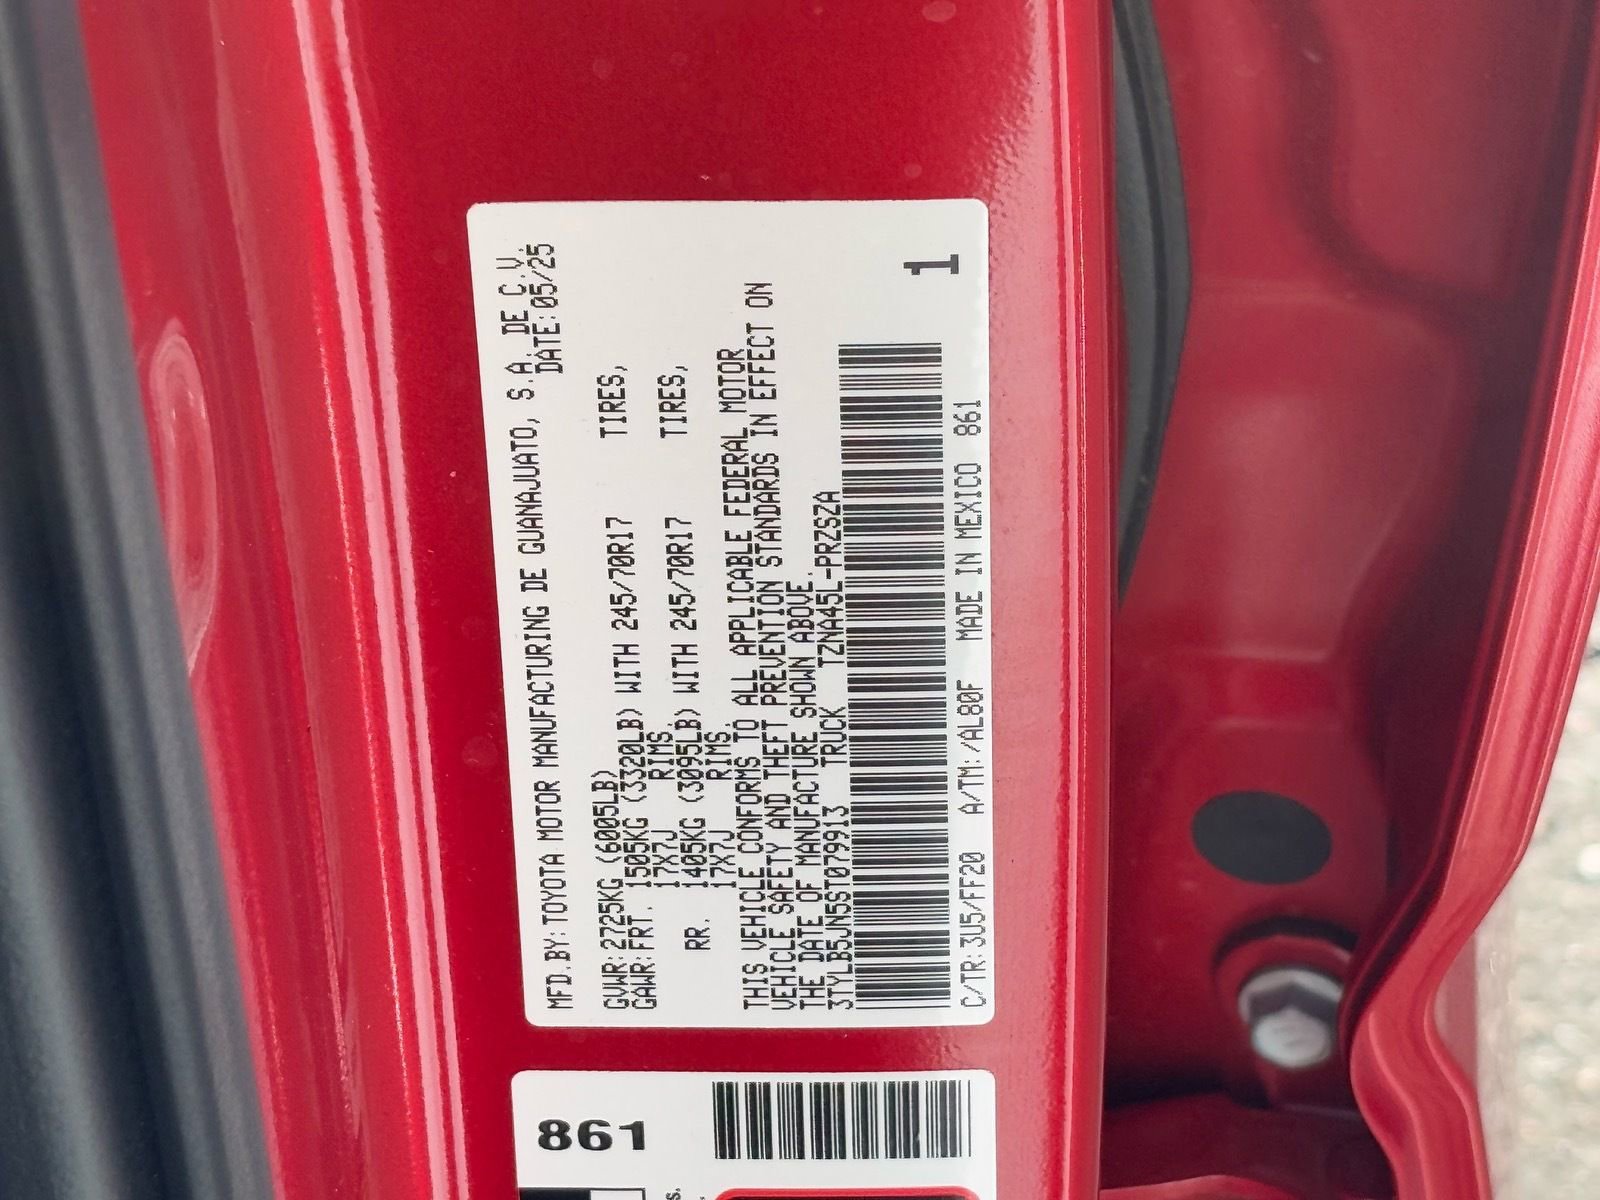 MFD.BY:TOYOTA MOTOR MANUFACTURING DE GUANAJUATO, S.A. DE C.V.
DATE:05/25
GVWR:2725KG (6005LB)
GAWR:FRT. 1505KG (3320LB) WITH 245/70R17 TIRES,
17X7J RIMS.
RR. 1405KG (3095LB) WITH 245/70R17 TIRES,
17X7J RIMS.
THIS VEHICLE CONFORMS TO ALL APPLICABLE FEDERAL MOTOR
VEHICLE SAFETY AND THEFT PREVENTION STANDARDS IN EFFECT ON
THE DATE OF MANUFACTURE SHOWN ABOVE.
3TYLB5JN5ST079913 TRUCK TZNA45L-PRZSZA
1
C/TR:3U5/FF20 A/TM:/AL80F MADE IN MEXICO 861
861